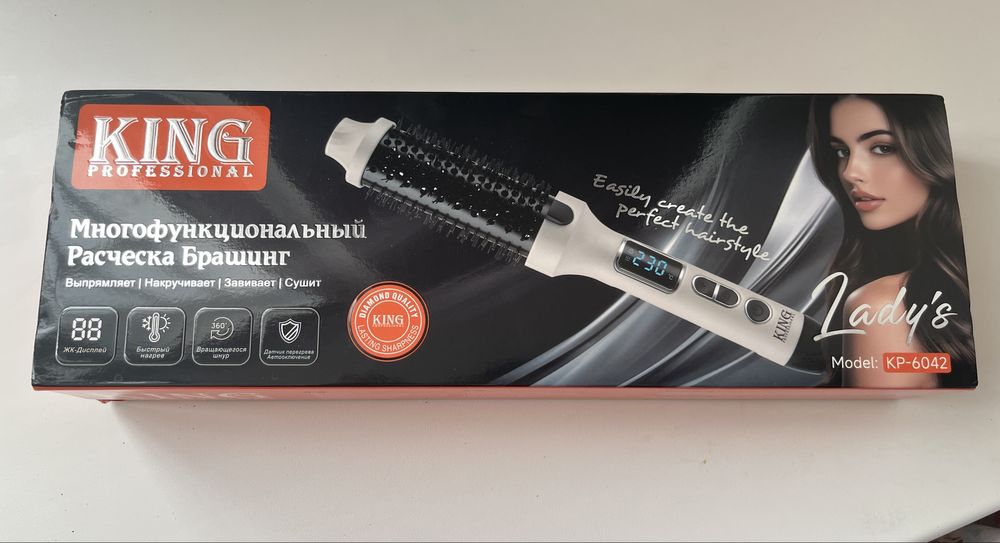 KING
PROFESSIONAL
Многофункциональный
Расческа Брашинг
Выпрямляет | Накручивает | Завивает | Сушит
88
ЖК-Дисплей
Быстрый
нагрев
360°
Вращающегося
шнур
Датчик перегрева
Автоотключение
DIAMOND QUALITY
KING
PROFESSIONAL
LASTING SHARPNESS
Easily create the
perfect hairstyle
230
°C
KING
Lady's
Model: KP-6042
KING